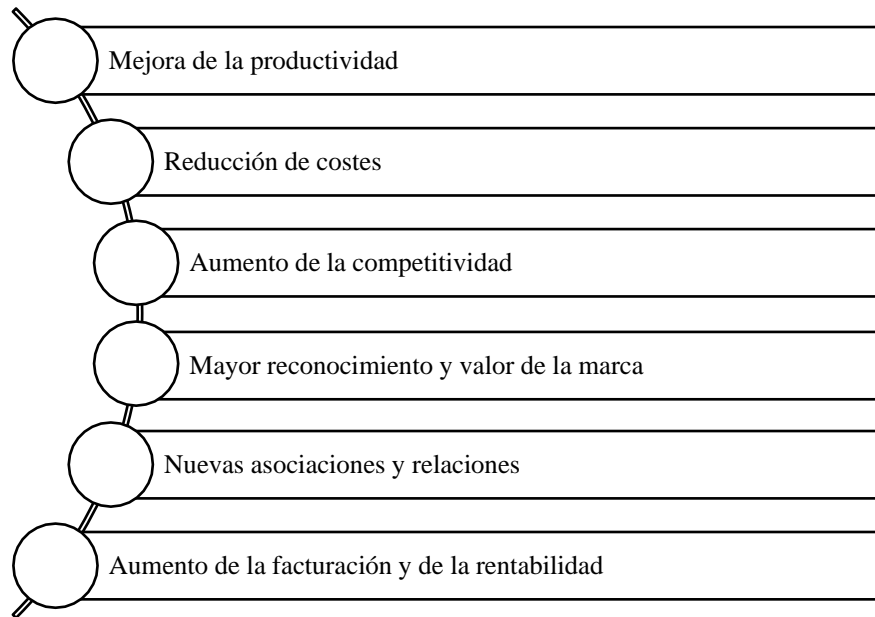 Mejora de la productividad
Reducción de costes
Aumento de la competitividad
Mayor reconocimiento y valor de la marca
Nuevas asociaciones y relaciones
Aumento de la facturación y de la rentabilidad